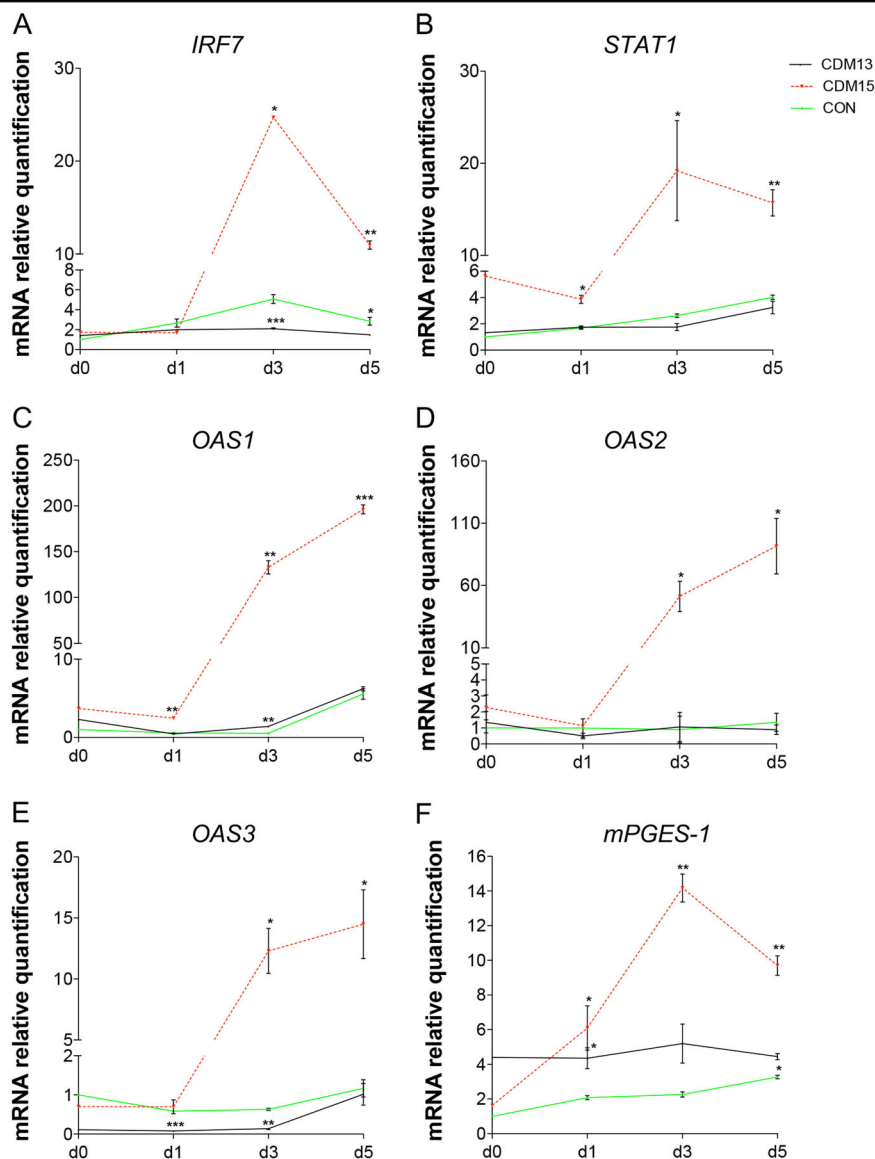 A
IRF7
mRNA relative quantification
30
20
10
8
6
4
2
0
*
**
*
***
d0 d1 d3 d5
B
STAT1
mRNA relative quantification
30
20
10
6
4
2
0
*
*
**
d0 d1 d3 d5
CDM13
CDM15
CON
C
OAS1
mRNA relative quantification
250
200
150
100
50
10
0
***
**
**
**
d0 d1 d3 d5
D
OAS2
mRNA relative quantification
160
110
60
10
5
4
3
2
1
0
*
*
d0 d1 d3 d5
E
OAS3
mRNA relative quantification
20
15
10
5
2
1
0
*
*
***
**
d0 d1 d3 d5
F
mPGES-1
mRNA relative quantification
16
14
12
10
8
6
4
2
0
**
**
*
*
*
d0 d1 d3 d5